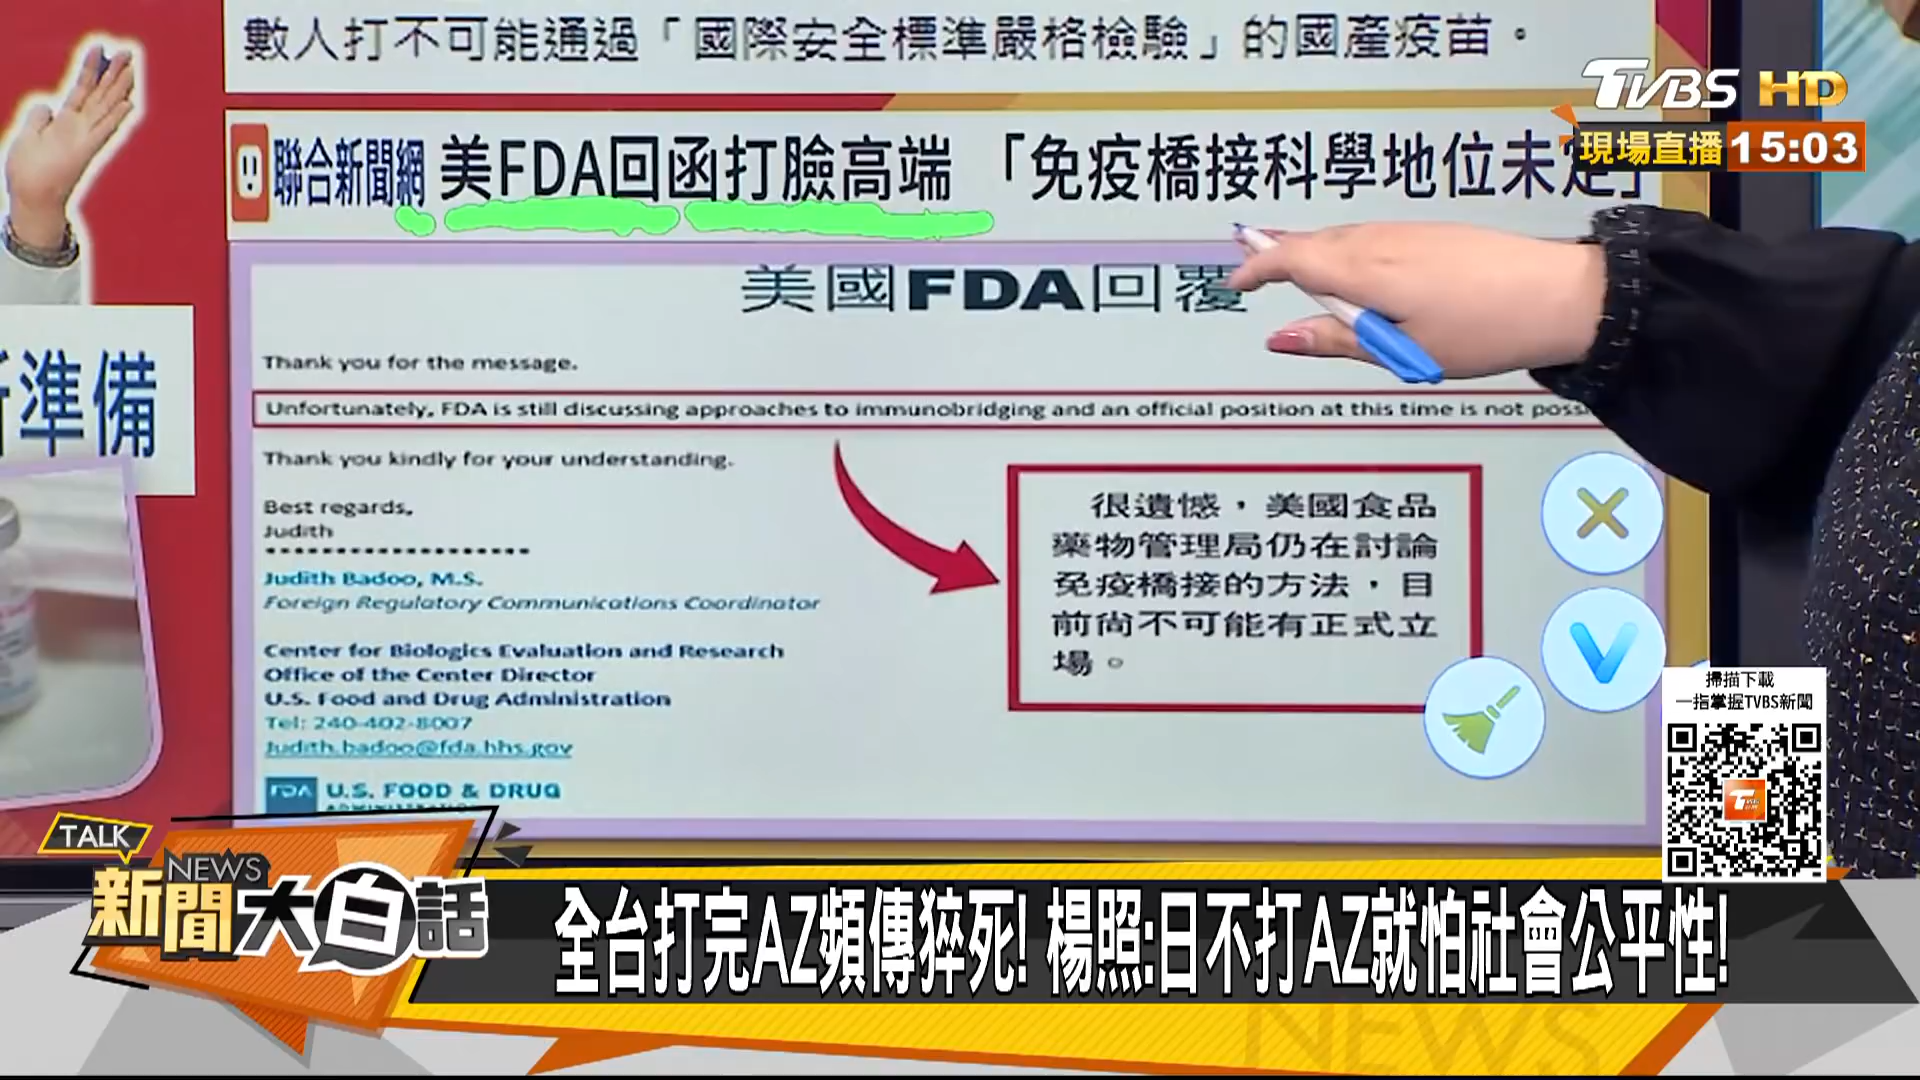 數人打不可能通過「國際安全標準嚴格檢驗」的國產疫苗。
TVBS HD
現場直播 15:03
聯合新聞網 美FDA回函打臉高端 「免疫橋接科學地位未定」
美國FDA回覆
Thank you for the message.
Unfortunately, FDA is still discussing approaches to immunobridging and an official position at this time is not
Thank you kindly for your understanding.
Best regards,
Judith
Judith Badoo, M.S.
Foreign Regulatory Communications Coordinator
Center for Biologics Evaluation and Research
Office of the Center Director
U.S. Food and Drug Administration
Tel: 240-402-8007
Judith.badoo@fda.hhs.gov
FDA U.S. FOOD & DRUG
ADMINISTRATION
很遺憾，美國食品
藥物管理局仍在討論
免疫橋接的方法，目
前尚不可能有正式立
場。
準備
掃描下載
一指掌握TVBS新聞
TALK
NEWS
新聞大白話
全台打完AZ頻傳猝死! 楊照:日不打AZ就怕社會公平性!
NEWS